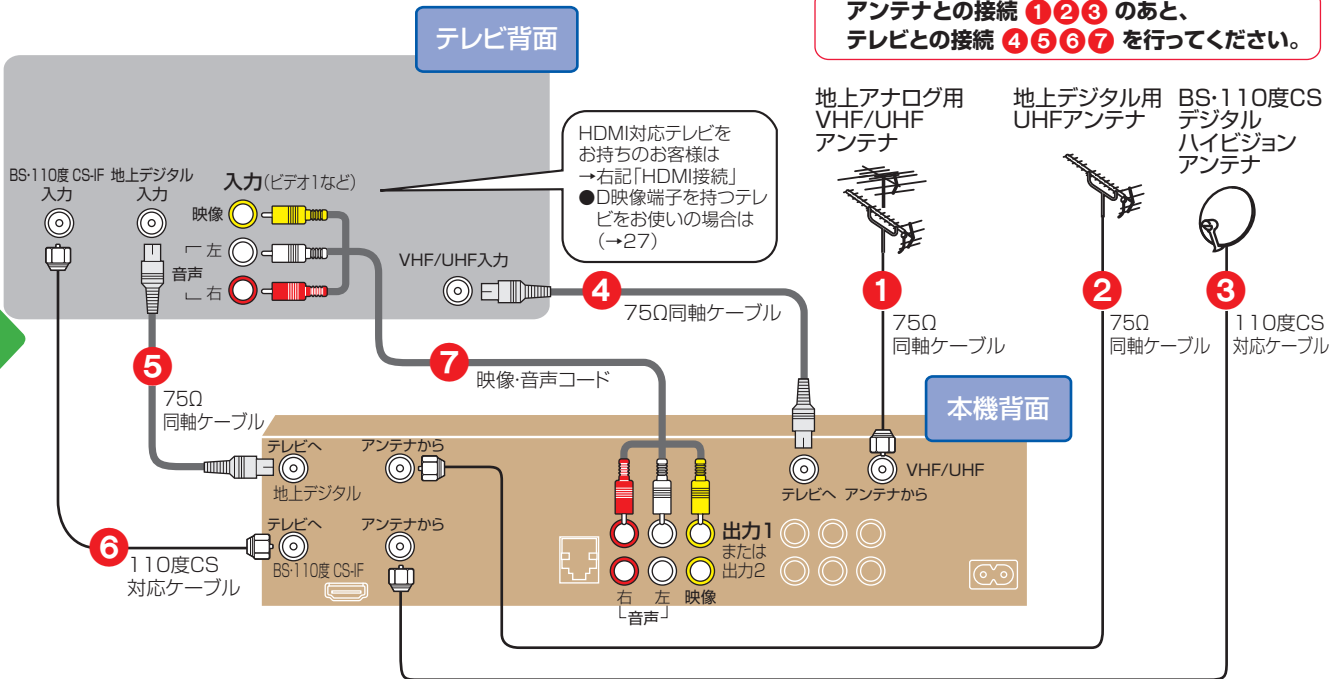 アンテナとの接続 ❶❷❸ のあと、
テレビとの接続 ❹❺❻❼ を行ってください。
テレビ背面
地上アナログ用
VHF/UHF
アンテナ
地上デジタル用
UHFアンテナ
BS・110度CS
デジタル
ハイビジョン
アンテナ
HDMI対応テレビを
お持ちのお客様は
→右記「HDMI接続」
●D映像端子を持つテレ
ビをお使いの場合は
(→27)
BS・110度 CS-IF
入力
地上デジタル
入力
入力(ビデオ1など)
映像
左
音声
右
VHF/UHF入力
4
75Ω同軸ケーブル
1
75Ω
同軸ケーブル
2
75Ω
同軸ケーブル
3
110度CS
対応ケーブル
5
75Ω
同軸ケーブル
7
映像・音声コード
本機背面
テレビへ
アンテナから
地上デジタル
テレビへ
アンテナから
VHF/UHF
6
110度CS
対応ケーブル
テレビへ
アンテナから
BS・110度 CS-IF
出力1
または
出力2
右
左
映像
音声